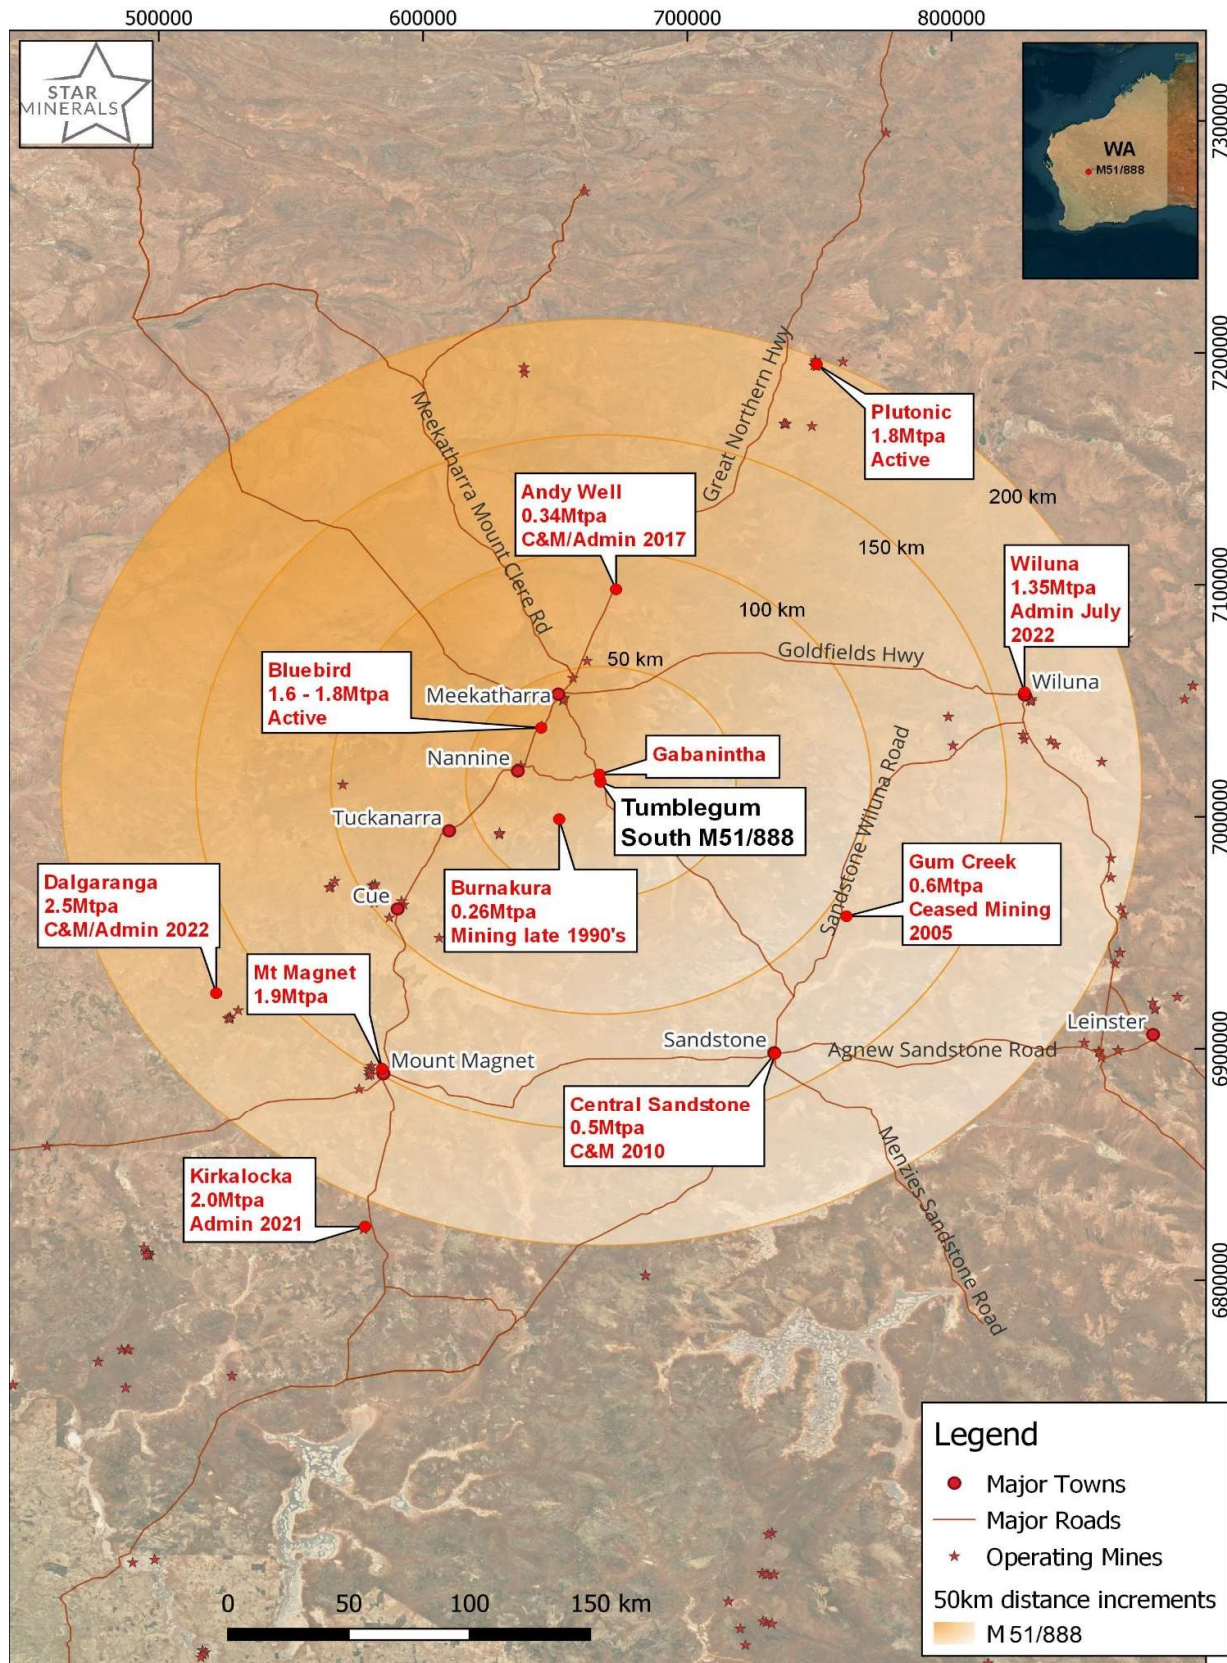 500000
600000
700000
800000
STAR
MINERALS
WA
M51/888
7300000
7200000
7100000
7000000
6900000
6800000
Great Northern Hwy
Meekatharra Mount Clere Rd
Plutonic
1.8Mtpa
Active
200 km
Andy Well
0.34Mtpa
C&M/Admin 2017
150 km
Wiluna
1.35Mtpa
Admin July
2022
100 km
50 km
Goldfields Hwy
Wiluna
Bluebird
1.6 - 1.8Mtpa
Active
Meekatharra
Nannine
Gabanintha
Tumblegum
South M51/888
Tuckanarra
Sandstone Wiluna Road
Gum Creek
0.6Mtpa
Ceased Mining
2005
Dalgaranga
2.5Mtpa
C&M/Admin 2022
Cue
Burnakura
0.26Mtpa
Mining late 1990's
Mt Magnet
1.9Mtpa
Leinster
Mount Magnet
Sandstone
Agnew Sandstone Road
Central Sandstone
0.5Mtpa
C&M 2010
Menzies Sandstone Road
Kirkalocka
2.0Mtpa
Admin 2021
Legend
Major Towns
Major Roads
Operating Mines
50km distance increments
M51/888
0 50 100 150 km